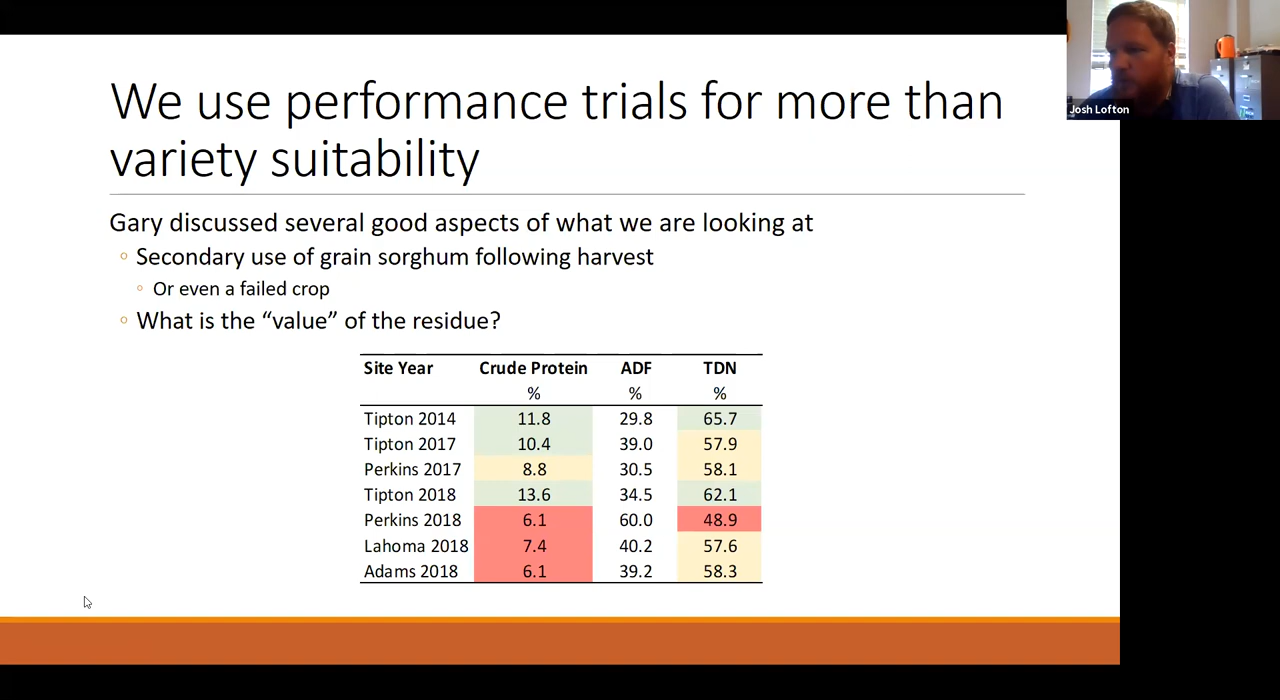 We use performance trials for more than
variety suitability
Gary discussed several good aspects of what we are looking at
Secondary use of grain sorghum following harvest
Or even a failed crop
What is the “value” of the residue?
Site Year Crude Protein ADF TDN
% % %
Tipton 2014 11.8 29.8 65.7
Tipton 2017 10.4 39.0 57.9
Perkins 2017 8.8 30.5 58.1
Tipton 2018 13.6 34.5 62.1
Perkins 2018 6.1 60.0 48.9
Lahoma 2018 7.4 40.2 57.6
Adams 2018 6.1 39.2 58.3
Josh Lofton